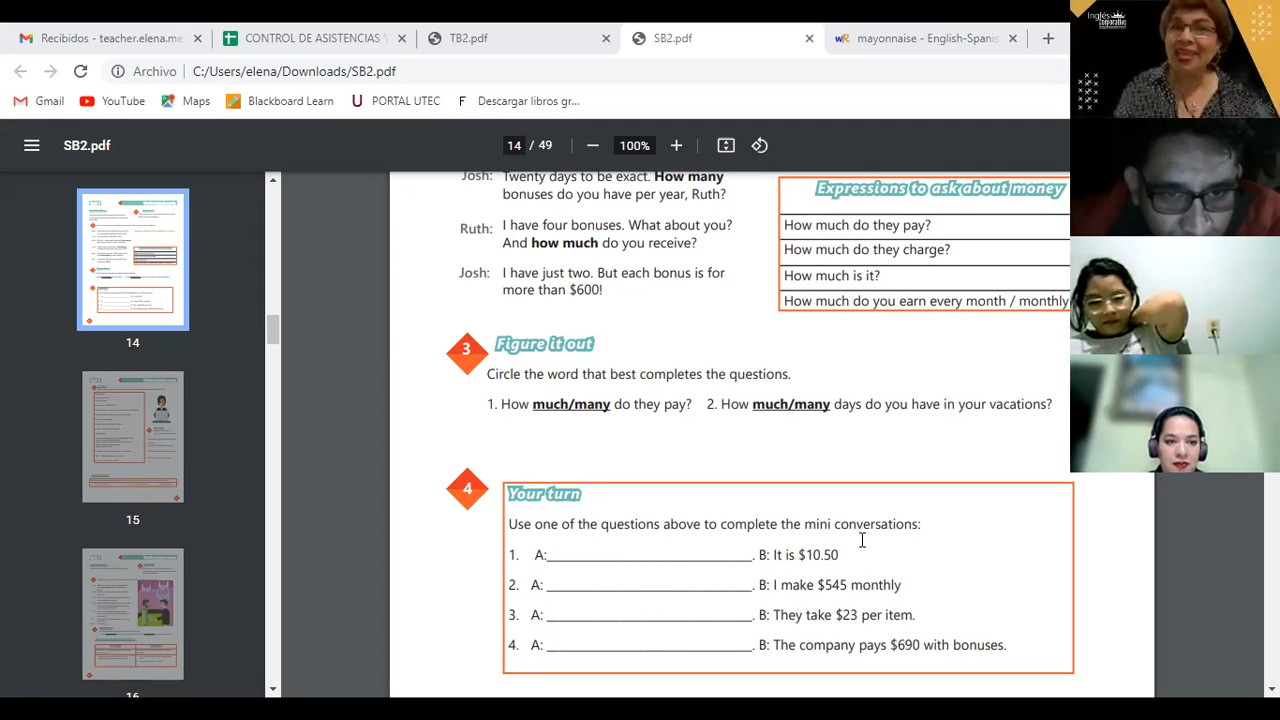 Recibidos - teacher.elena.me
CONTROL DE ASISTENCIAS Y
TB2.pdf
SB2.pdf
mayonnaise - English-Spanis
Archivo
C:/Users/elena/Downloads/SB2.pdf
Gmail
YouTube
Maps
Blackboard Learn
PORTAL UTEC
Descargar libros gr...
SB2.pdf
14 / 49
100%
Inglés
Corporativo
14
15
16
Josh: Twenty days to be exact. How many
bonuses do you have per year, Ruth?
Ruth: I have four bonuses. What about you?
And how much do you receive?
Josh: I have just two. But each bonus is for
more than $600!
Expressions to ask about money
How much do they pay?
How much do they charge?
How much is it?
How much do you earn every month / monthly
3 Figure it out
Circle the word that best completes the questions.
1. How much/many do they pay? 2. How much/many days do you have in your vacations?
4 Your turn
Use one of the questions above to complete the mini conversations:
1. A:____________________________. B: It is $10.50
2. A: ____________________________. B: I make $545 monthly
3. A: ____________________________. B: They take $23 per item.
4. A: ____________________________. B: The company pays $690 with bonuses.